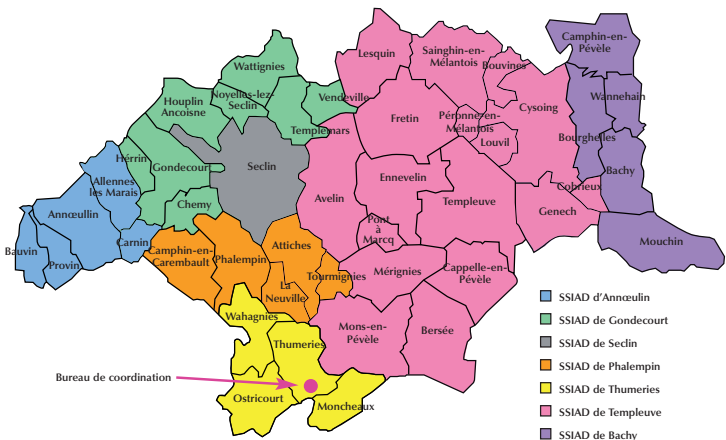 Camphin-en-
Pévèle
Lesquin
Sainghin-en-
Mélantois
Bouvines
Wattignies
Wannehain
Houplin
Ancoisne
Noyelles-lez-
Seclin
Vendeville
Cysoing
Fretin
Péronne-en-
Mélantois
Templemars
Bourghelles
Louvil
Hérrin
Gondecourt
Seclin
Bachy
Allennes
les Marais
Ennevelin
Cobrieux
Avelin
Templeuve
Chemy
Genech
Annœullin
Pont
à
Marcq
Carnin
Attiches
Mouchin
Bauvin
Provin
Camphin-en-
Carembault
Phalempin
Tourmignies
Mérignies
Cappelle-en-
Pévèle
La
Neuville
Wahagnies
Mons-en-
Pévèle
Bersée
Thumeries
Bureau de coordination
Ostricourt
Moncheaux
SSIAD d'Annœulin
SSIAD de Gondecourt
SSIAD de Seclin
SSIAD de Phalempin
SSIAD de Thumeries
SSIAD de Templeuve
SSIAD de Bachy